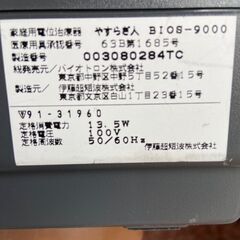 家庭用電位治療器 やすらぎ人 BIOS-9000
医療用具承認番号 63B第1685号
製造番号 003080284TC
総発売元/バイオトロン株式会社
東京都中野区中野5丁目52番15号
製造元/伊藤超短波株式会社
東京都文京区白山1丁目23番15号
▽91-31960
定格消費電力 13.5W
定格電圧 100V
定格周波数 50/60Hz
伊藤超短波株式会社